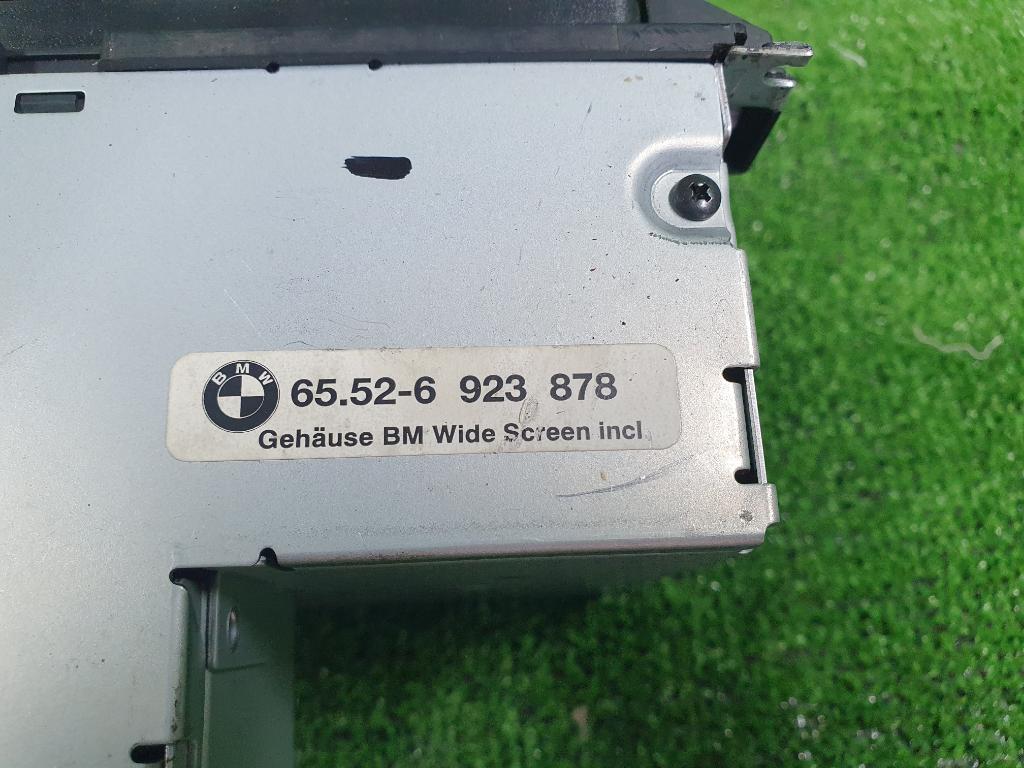 BMW
65.52-6 923 878
Gehäuse BM Wide Screen incl